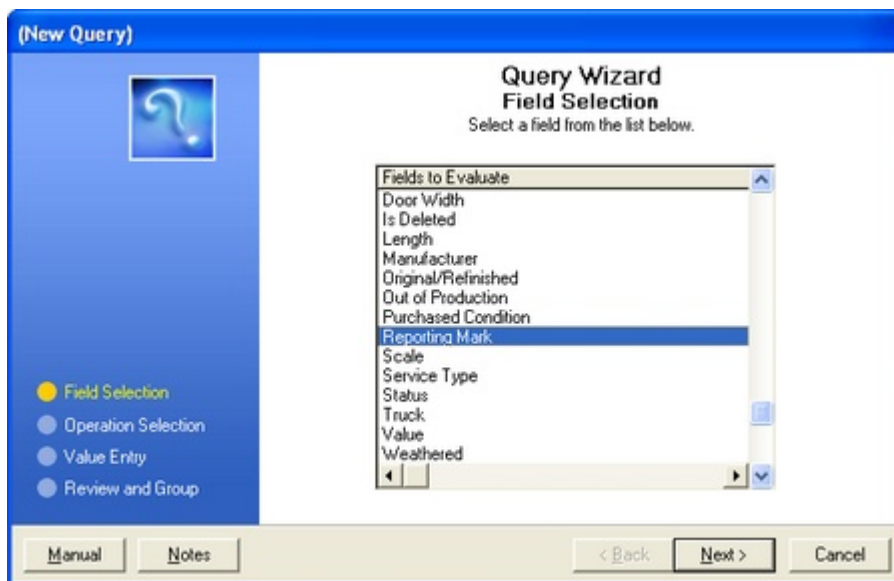 (New Query)
Query Wizard
Field Selection
Select a field from the list below.
Fields to Evaluate
Door Width
Is Deleted
Length
Manufacturer
Original/Refinished
Out of Production
Purchased Condition
Reporting Mark
Scale
Service Type
Status
Truck
Value
Weathered
Field Selection
Operation Selection
Value Entry
Review and Group
Manual
Notes
< Back
Next >
Cancel